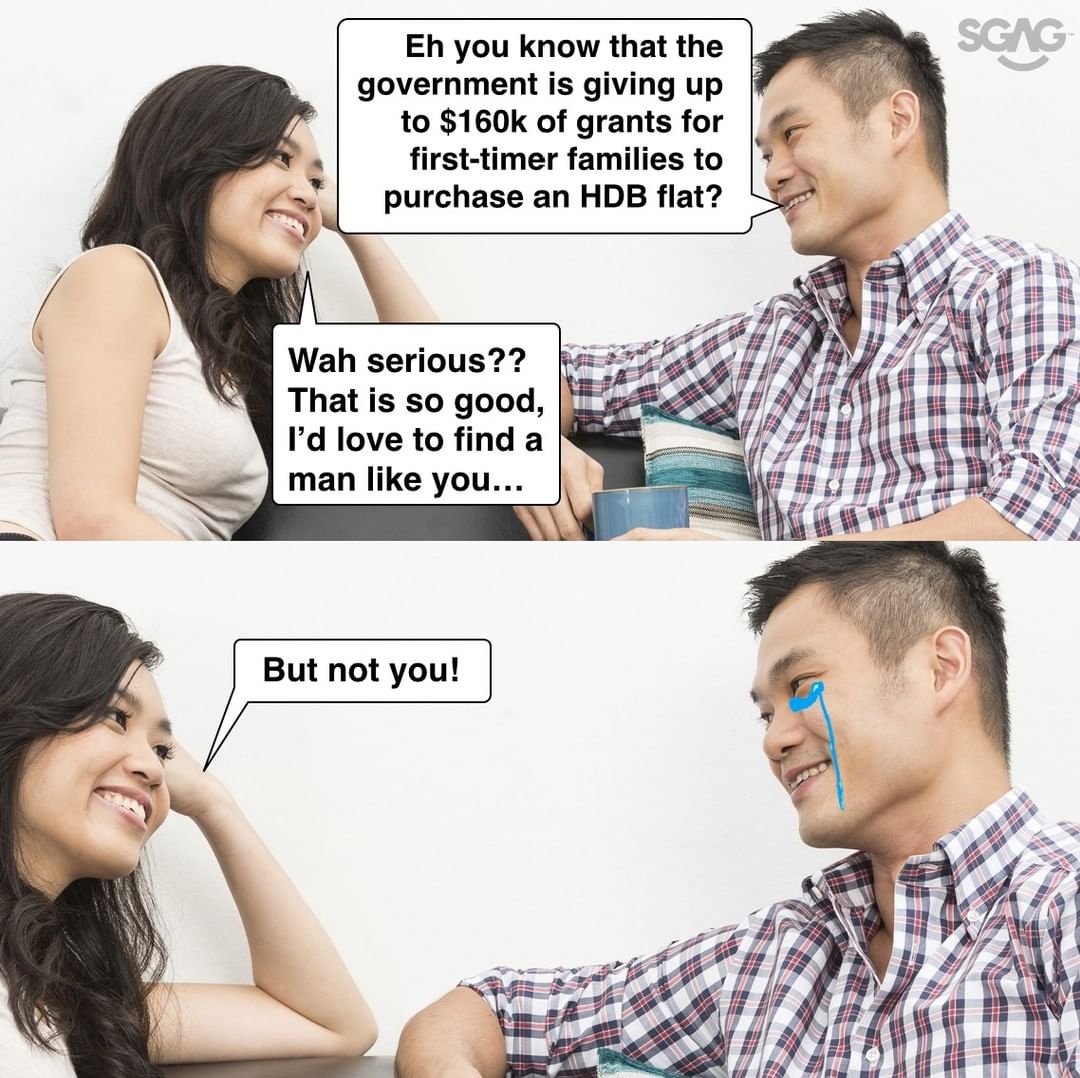 SGAG
Eh you know that the
government is giving up
to $160k of grants for
first-timer families to
purchase an HDB flat?
Wah serious??
That is so good,
I’d love to find a
man like you...
But not you!